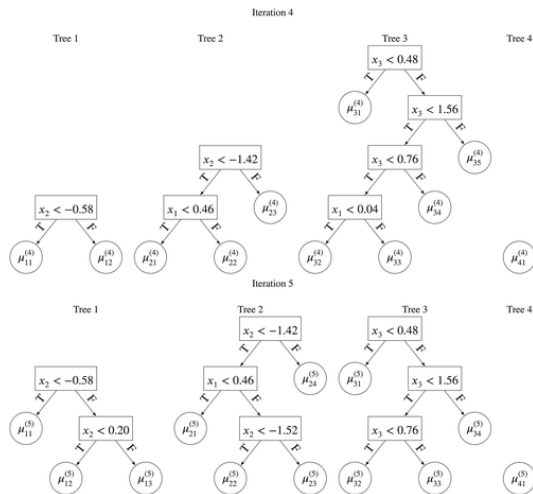 Iteration 4
Tree 1 Tree 2 Tree 3 Tree 4
x₃ < 0.48
T F
μ₃₁⁽⁴⁾ x₃ < 1.56
T F
x₂ < −1.42 x₃ < 0.76 μ₃₅⁽⁴⁾
T F T F
x₂ < −0.58 x₁ < 0.46 μ₂₃⁽⁴⁾ x₁ < 0.04 μ₃₄⁽⁴⁾
T F T F T F
μ₁₁⁽⁴⁾ μ₁₂⁽⁴⁾ μ₂₁⁽⁴⁾ μ₂₂⁽⁴⁾ μ₃₂⁽⁴⁾ μ₃₃⁽⁴⁾ μ₄₁⁽⁴⁾
Iteration 5
Tree 1 Tree 2 Tree 3 Tree 4
x₂ < −1.42 x₃ < 0.48
T F T F
x₂ < −0.58 x₁ < 0.46 μ₂₄⁽⁵⁾ μ₃₁⁽⁵⁾ x₃ < 1.56
T F T F T F
μ₁₁⁽⁵⁾ x₂ < 0.20 μ₂₁⁽⁵⁾ x₂ < −1.52 x₃ < 0.76 μ₃₄⁽⁵⁾
T F T F T F
μ₁₂⁽⁵⁾ μ₁₃⁽⁵⁾ μ₂₂⁽⁵⁾ μ₂₃⁽⁵⁾ μ₃₂⁽⁵⁾ μ₃₃⁽⁵⁾ μ₄₁⁽⁵⁾